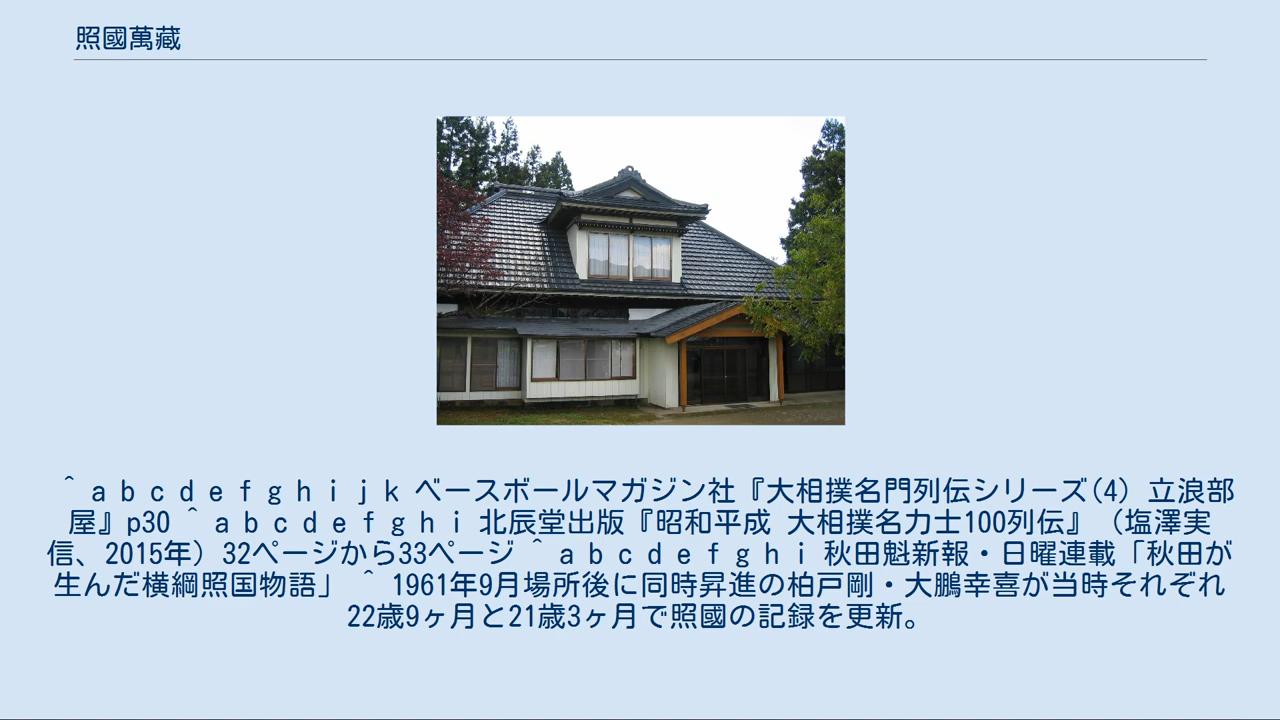 照國萬藏
^ a b c d e f g h i j k ベースボールマガジン社『大相撲名門列伝シリーズ(4) 立浪部
屋』p30 ^ a b c d e f g h i 北辰堂出版『昭和平成 大相撲名力士100列伝』（塩澤実
信、2015年）32ページから33ページ ^ a b c d e f g h i 秋田魁新報・日曜連載「秋田が
生んだ横綱照国物語」 ^ 1961年9月場所後に同時昇進の柏戸剛・大鵬幸喜が当時それぞれ
22歳9ヶ月と21歳3ヶ月で照國の記録を更新。